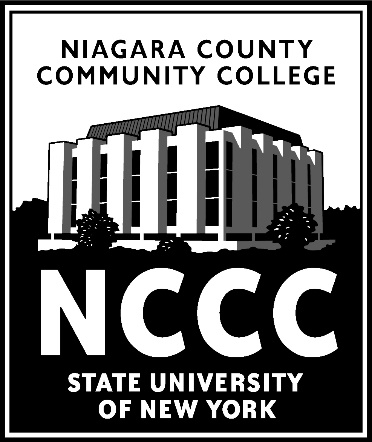 NIAGARA COUNTY
COMMUNITY COLLEGE
NCCC
STATE UNIVERSITY
OF NEW YORK